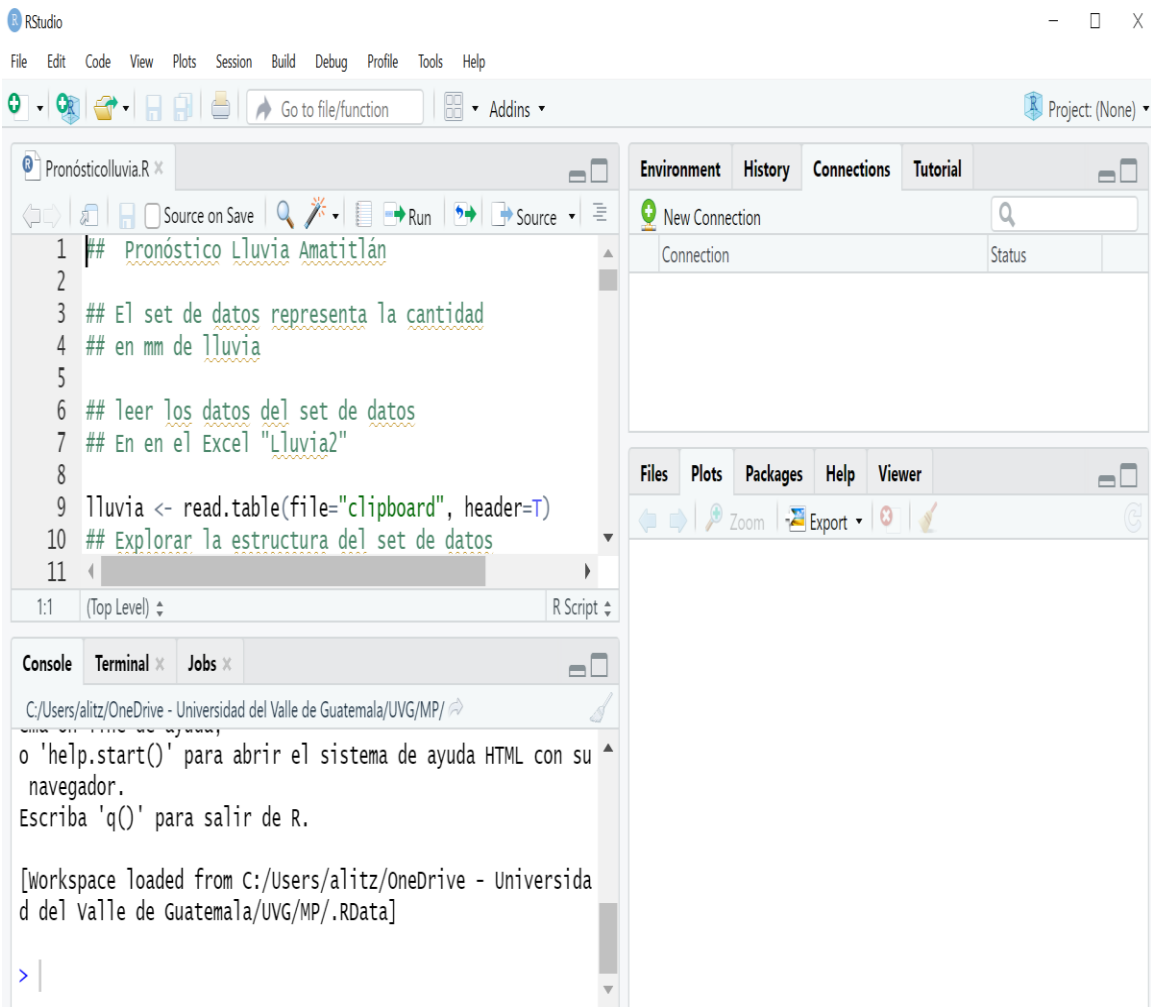 RStudio
File Edit Code View Plots Session Build Debug Profile Tools Help
Go to file/function Addins Project: (None)
Pronósticolluvia.R
Source on Save Run Source
1 ## Pronóstico Lluvia Amatitlán
2
3 ## El set de datos representa la cantidad
4 ## en mm de lluvia
5
6 ## leer los datos del set de datos
7 ## En en el Excel "Lluvia2"
8
9 lluvia <- read.table(file="clipboard", header=T)
10 ## Explorar la estructura del set de datos
11
1:1 (Top Level) R Script
Console Terminal Jobs
C:/Users/alitz/OneDrive - Universidad del Valle de Guatemala/UVG/MP/
o 'help.start()' para abrir el sistema de ayuda HTML con su
navegador.
Escriba 'q()' para salir de R.
[Workspace loaded from C:/Users/alitz/OneDrive - Universida
d del Valle de Guatemala/UVG/MP/.RData]
>
Environment History Connections Tutorial
New Connection
Connection Status
Files Plots Packages Help Viewer
Zoom Export